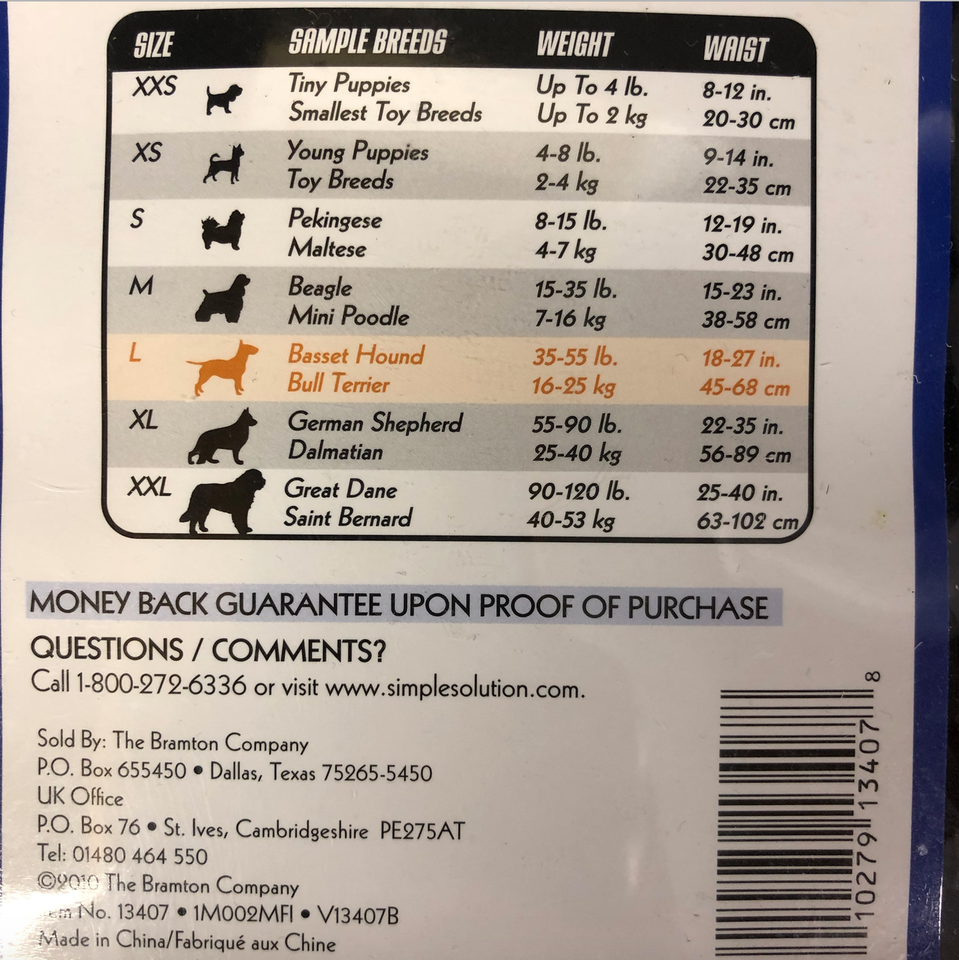 SIZE SAMPLE BREEDS WEIGHT WAIST
XXS Tiny Puppies Up To 4 lb. 8-12 in.
Smallest Toy Breeds Up To 2 kg 20-30 cm
XS Young Puppies 4-8 lb. 9-14 in.
Toy Breeds 2-4 kg 22-35 cm
S Pekingese 8-15 lb. 12-19 in.
Maltese 4-7 kg 30-48 cm
M Beagle 15-35 lb. 15-23 in.
Mini Poodle 7-16 kg 38-58 cm
L Basset Hound 35-55 lb. 18-27 in.
Bull Terrier 16-25 kg 45-68 cm
XL German Shepherd 55-90 lb. 22-35 in.
Dalmatian 25-40 kg 56-89 cm
XXL Great Dane 90-120 lb. 25-40 in.
Saint Bernard 40-53 kg 63-102 cm
MONEY BACK GUARANTEE UPON PROOF OF PURCHASE
QUESTIONS / COMMENTS?
Call 1-800-272-6336 or visit www.simplesolution.com.
Sold By: The Bramton Company
P.O. Box 655450 • Dallas, Texas 75265-5450
UK Office
P.O. Box 76 • St. Ives, Cambridgeshire PE275AT
Tel: 01480 464 550
©2010 The Bramton Company
No. 13407 • 1M002MFI • V13407B
Made in China/Fabriqué aux Chine
10279 13407 8